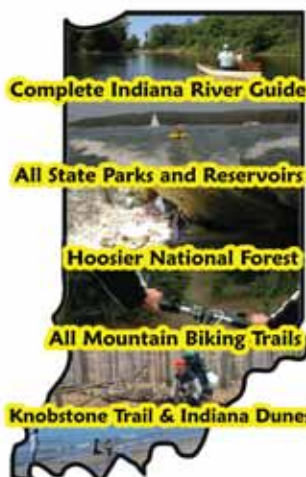 Complete Indiana River Guide
All State Parks and Reservoirs
Hoosier National Forest
All Mountain Biking Trails
Knobstone Trail & Indiana Dunes